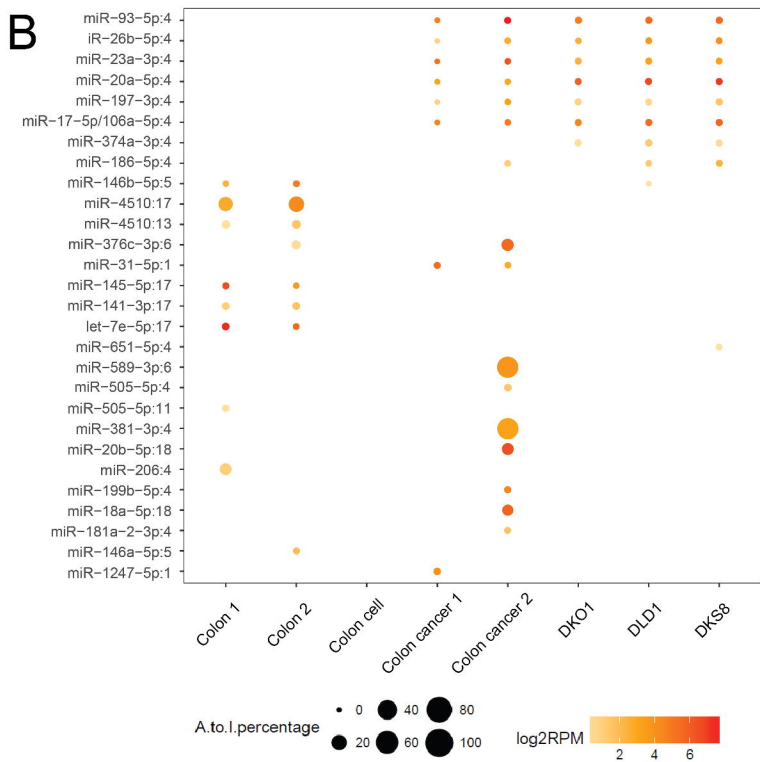 B
miR-93-5p:4
iR-26b-5p:4
miR-23a-3p:4
miR-20a-5p:4
miR-197-3p:4
miR-17-5p/106a-5p:4
miR-374a-3p:4
miR-186-5p:4
miR-146b-5p:5
miR-4510:17
miR-4510:13
miR-376c-3p:6
miR-31-5p:1
miR-145-5p:17
miR-141-3p:17
let-7e-5p:17
miR-651-5p:4
miR-589-3p:6
miR-505-5p:4
miR-505-5p:11
miR-381-3p:4
miR-20b-5p:18
miR-206:4
miR-199b-5p:4
miR-18a-5p:18
miR-181a-2-3p:4
miR-146a-5p:5
miR-1247-5p:1
Colon 1
Colon 2
Colon cell
Colon cancer 1
Colon cancer 2
DKO1
DLD1
DKS8
A.to.I.percentage
0 40 80
20 60 100
log2RPM
2 4 6